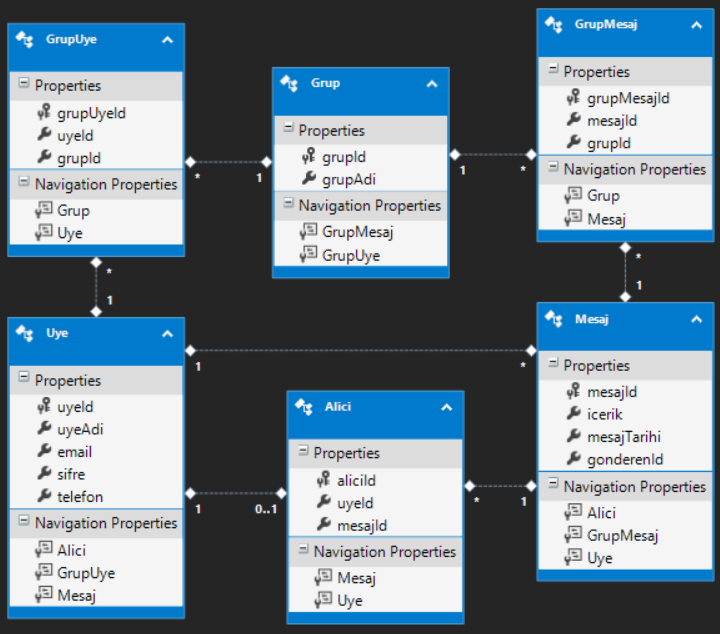 GrupUye
Properties
grupUyeId
uyeId
grupId
Navigation Properties
Grup
Uye
Grup
Properties
grupId
grupAdi
Navigation Properties
GrupMesaj
GrupUye
GrupMesaj
Properties
grupMesajId
mesajId
grupId
Navigation Properties
Grup
Mesaj
*
1
1
*
*
1
*
1
Uye
Properties
uyeId
uyeAdi
email
sifre
telefon
Navigation Properties
Alici
GrupUye
Mesaj
1
*
Alici
Properties
aliciId
uyeId
mesajId
Navigation Properties
Mesaj
Uye
1
0..1
*
1
Mesaj
Properties
mesajId
icerik
mesajTarihi
gonderenId
Navigation Properties
Alici
GrupMesaj
Uye